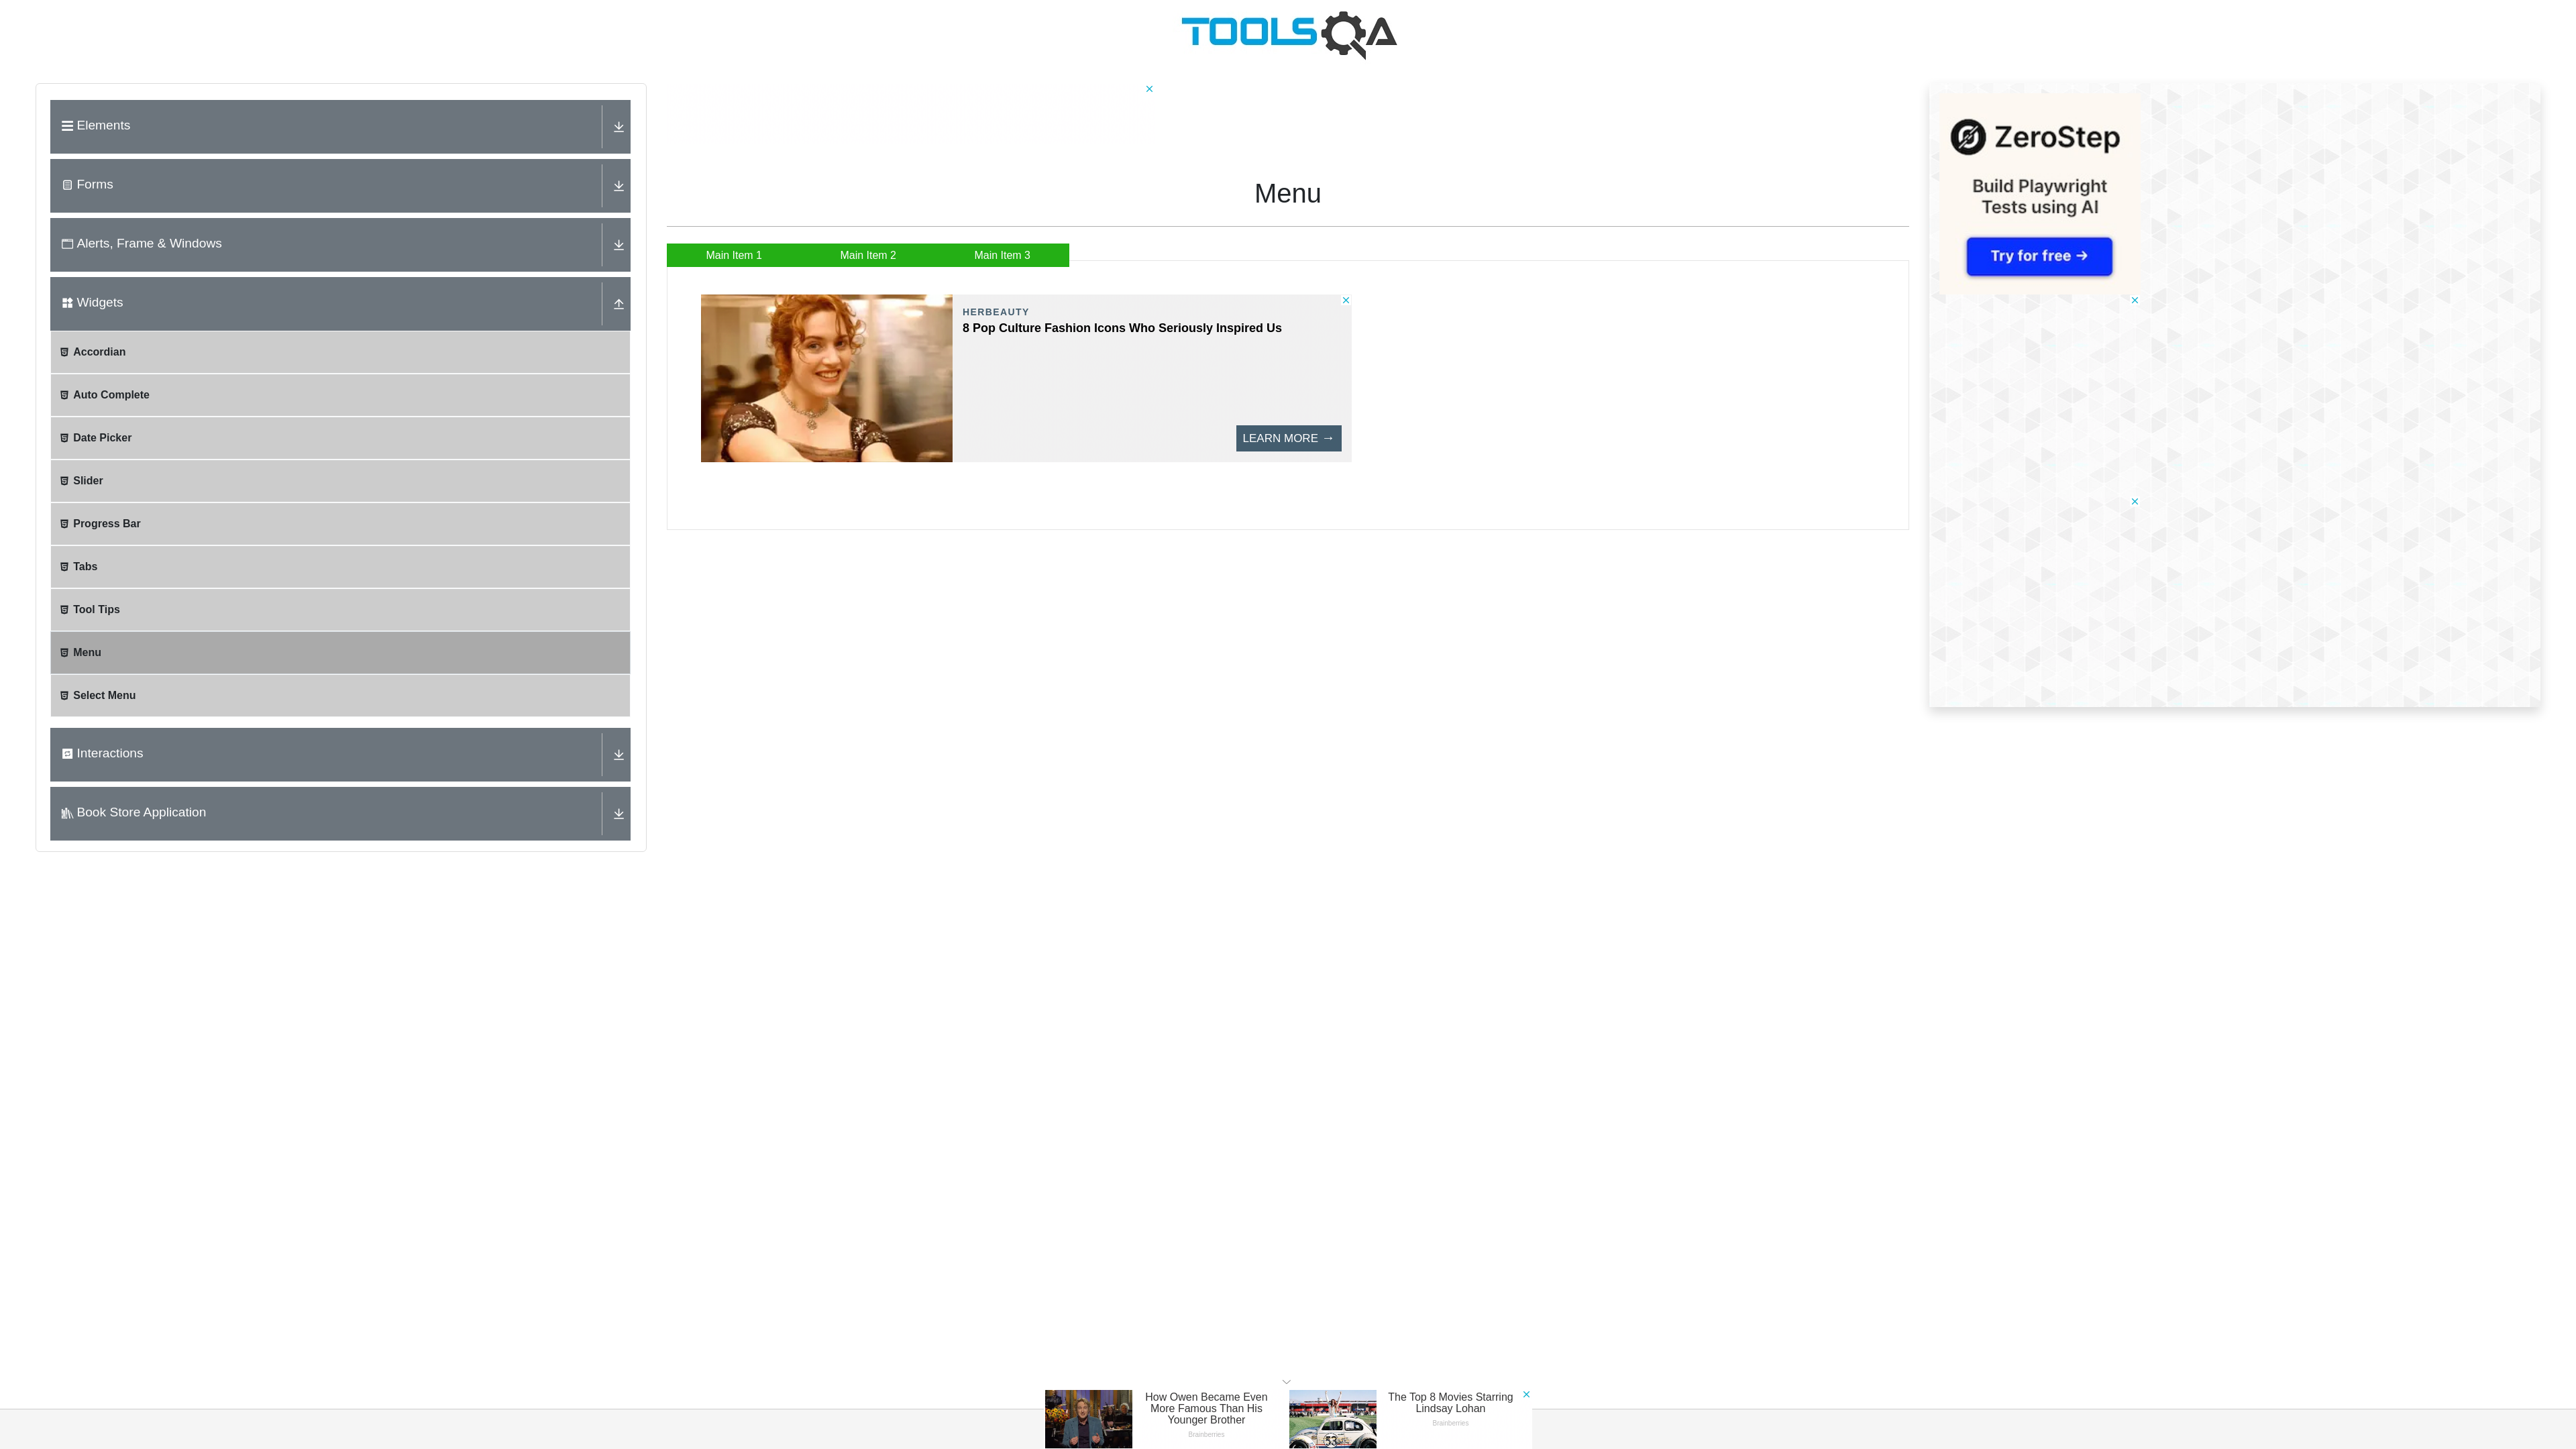 TOOLSQA
Elements
Forms
Alerts, Frame & Windows
Widgets
Accordian
Auto Complete
Date Picker
Slider
Progress Bar
Tabs
Tool Tips
Menu
Select Menu
Interactions
Book Store Application
Menu
Main Item 1
Main Item 2
Main Item 3
HERBEAUTY
8 Pop Culture Fashion Icons Who Seriously Inspired Us
LEARN MORE →
ZeroStep
Build Playwright
Tests using AI
Try for free →
How Owen Became Even
More Famous Than His
Younger Brother
Brainberries
53
The Top 8 Movies Starring
Lindsay Lohan
Brainberries